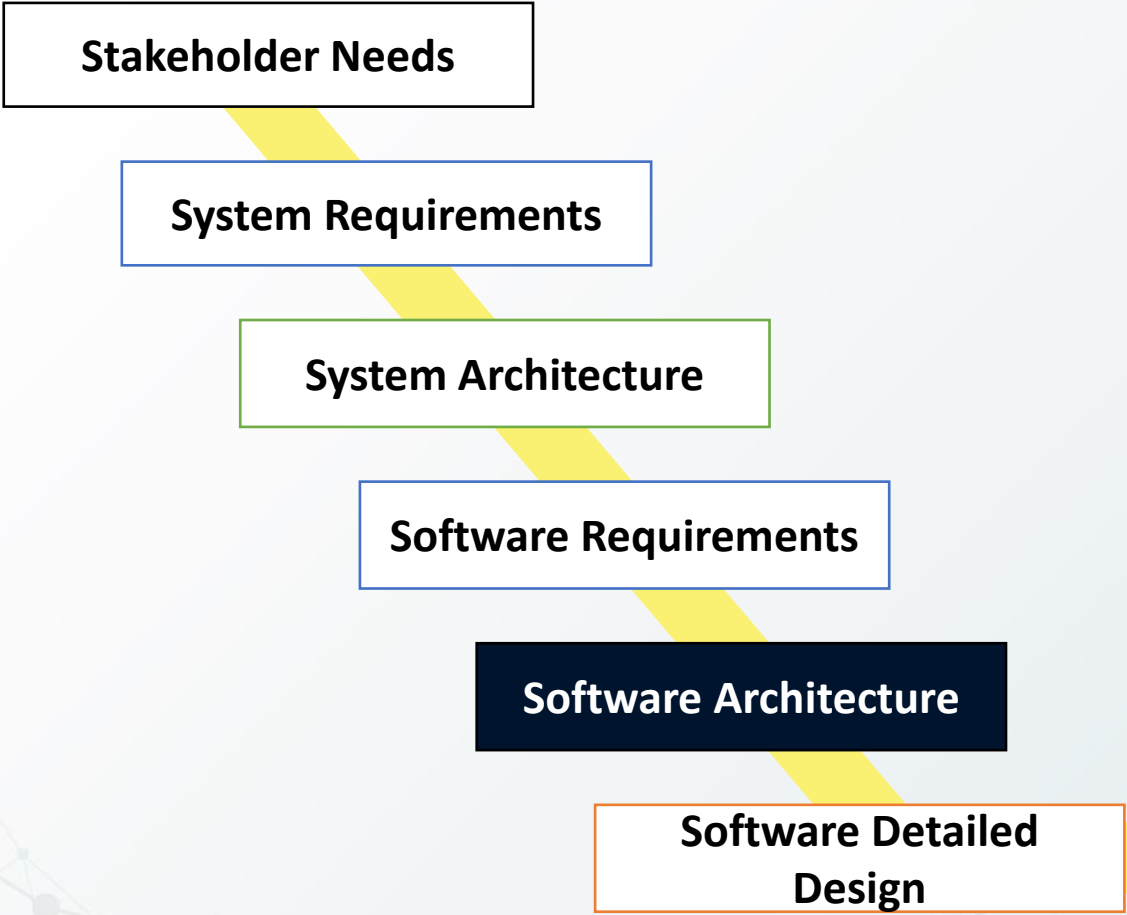 Stakeholder Needs
System Requirements
System Architecture
Software Requirements
Software Architecture
Software Detailed
Design